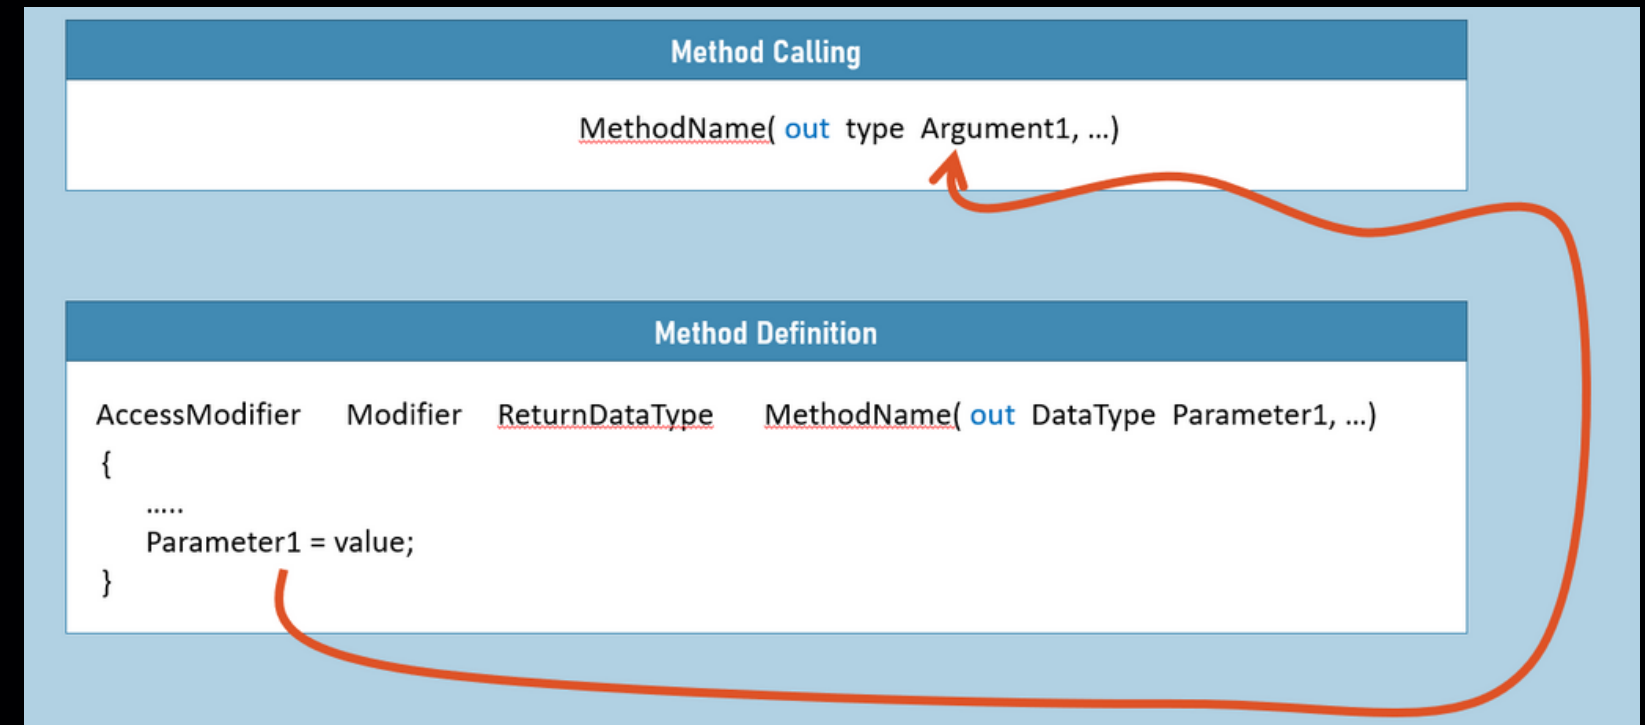 Method Calling
MethodName( out type Argument1, ...)
Method Definition
AccessModifier Modifier ReturnDataType MethodName( out DataType Parameter1, ...)
{
.....
Parameter1 = value;
}